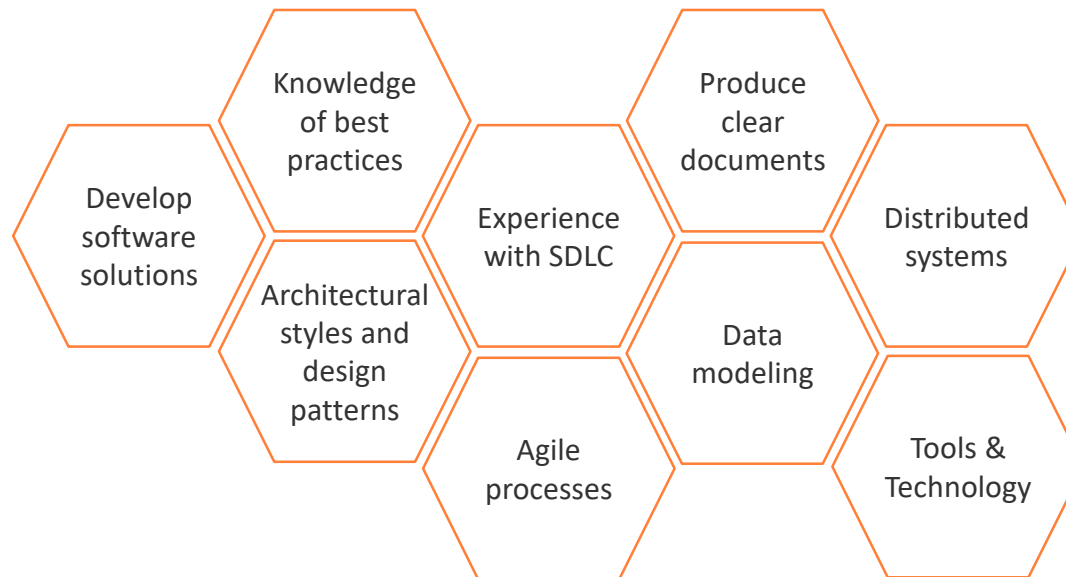 Knowledge
of best
practices
Produce
clear
documents
Develop
software
solutions
Experience
with SDLC
Distributed
systems
Architectural
styles and
design
patterns
Data
modeling
Agile
processes
Tools &
Technology